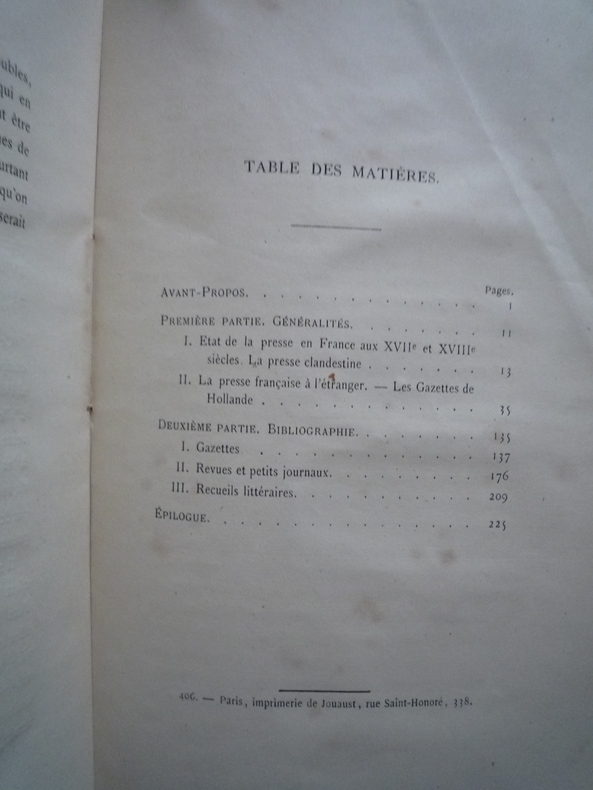 ubles,
qui en
t être
es de
urtant
qu'on
serait
TABLE DES MATIÈRES.
Pages.
AVANT-PROPOS. . . . . . . . . . . . . 1
PREMIÈRE PARTIE. GÉNÉRALITÉS. . . . . . . . 11
I. Etat de la presse en France aux XVIIe et XVIIIe
siècles. La presse clandestine . . . . . . . 13
II. La presse française à l'étranger. — Les Gazettes de
Hollande . . . . . . . . . . . . . 35
DEUXIÈME PARTIE. BIBLIOGRAPHIE. . . . . . . . 135
I. Gazettes . . . . . . . . . . . . . 137
II. Revues et petits journaux. . . . . . . . . 176
III. Recueils littéraires. . . . . . . . . . . 209
ÉPILOGUE. . . . . . . . . . . . . . . 225
406. — Paris, imprimerie de Jouaust, rue Saint-Honoré, 338.